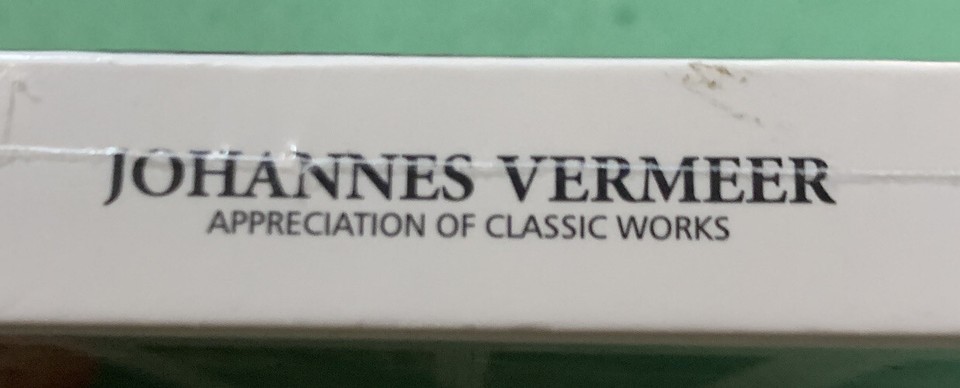 JOHANNES VERMEER
APPRECIATION OF CLASSIC WORKS